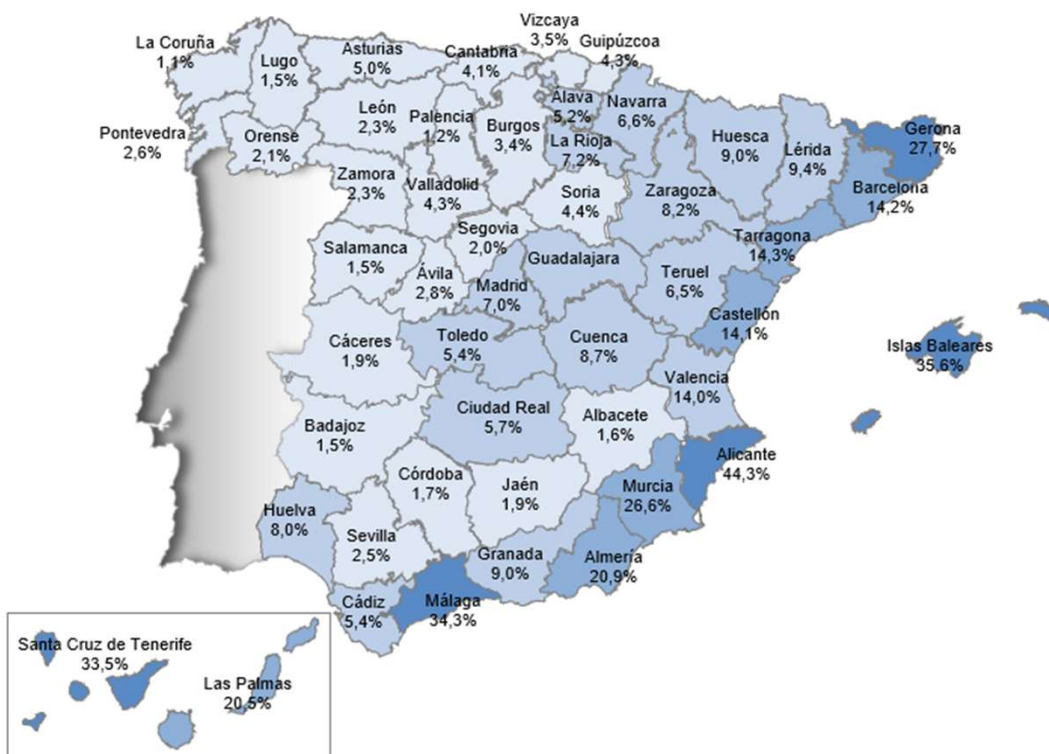 Vizcaya
3,5%
Guipúzcoa
4,3%
La Coruña
1,1%
Lugo
1,5%
Asturias
5,0%
Cantabria
4,1%
Álava
5,2%
Navarra
6,6%
León
2,3%
Palencia
1,2%
Burgos
3,4%
La Rioja
7,2%
Huesca
9,0%
Lérida
9,4%
Gerona
27,7%
Pontevedra
2,6%
Orense
2,1%
Zamora
2,3%
Valladolid
4,3%
Soria
4,4%
Zaragoza
8,2%
Barcelona
14,2%
Segovia
2,0%
Tarragona
14,3%
Salamanca
1,5%
Ávila
2,8%
Madrid
7,0%
Guadalajara
Teruel
6,5%
Castellón
14,1%
Cáceres
1,9%
Toledo
5,4%
Cuenca
8,7%
Islas Baleares
35,6%
Valencia
14,0%
Badajoz
1,5%
Ciudad Real
5,7%
Albacete
1,6%
Alicante
44,3%
Córdoba
1,7%
Jaén
1,9%
Murcia
26,6%
Huelva
8,0%
Sevilla
2,5%
Granada
9,0%
Almería
20,9%
Cádiz
5,4%
Málaga
34,3%
Santa Cruz de Tenerife
33,5%
Las Palmas
20,5%